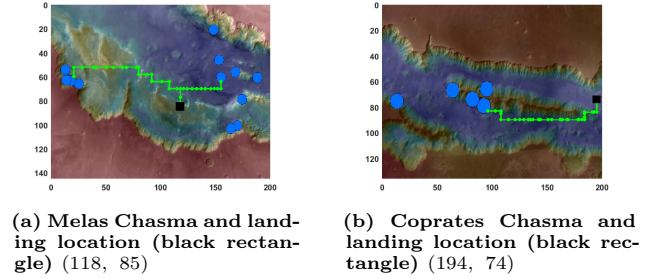 0
20
40
60
80
100
120
140
0 50 100 150 200
0
20
40
60
80
100
120
0 50 100 150 200
(a) Melas Chasma and land-
ing location (black rectan-
gle) (118, 85)
(b) Coprates Chasma and
landing location (black rec-
tangle) (194, 74)